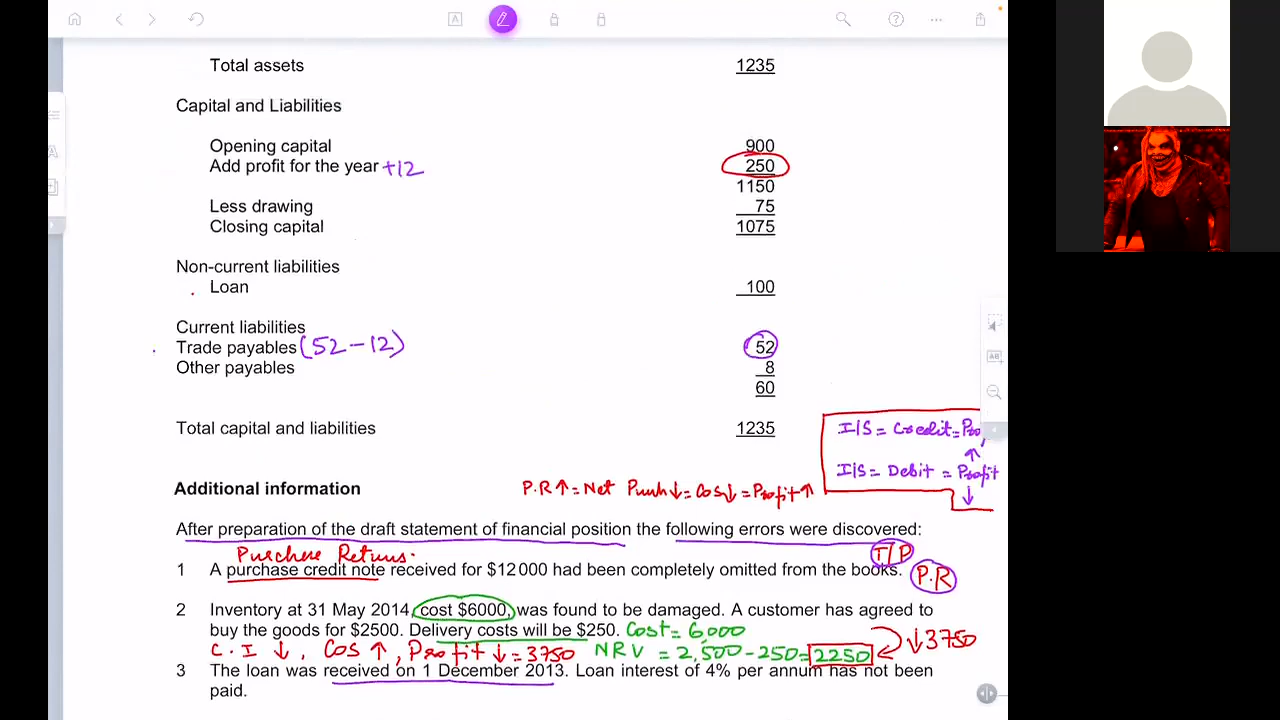 Total assets 1235
Capital and Liabilities
Opening capital 900
Add profit for the year +12 250
1150
Less drawing 75
Closing capital 1075
Non-current liabilities
Loan 100
Current liabilities
Trade payables (52 - 12) 52
Other payables 8
60
Total capital and liabilities 1235
I/S = Credit =
I/S = Debit = Profit ↓
Additional information
P.R ↑ = Net Purch ↓ = Cos ↓ = Profit ↑
After preparation of the draft statement of financial position the following errors were discovered:
Purchase Returns. T/P
1 A purchase credit note received for $12 000 had been completely omitted from the books. P.R
2 Inventory at 31 May 2014, cost $6000, was found to be damaged. A customer has agreed to
buy the goods for $2500. Delivery costs will be $250. Cost = 6,000
C.I ↓, Cos ↑, Profit ↓ = 3750 NRV = 2,500 - 250 = 2250 ↓ 3750
3 The loan was received on 1 December 2013. Loan interest of 4% per annum has not been
paid.